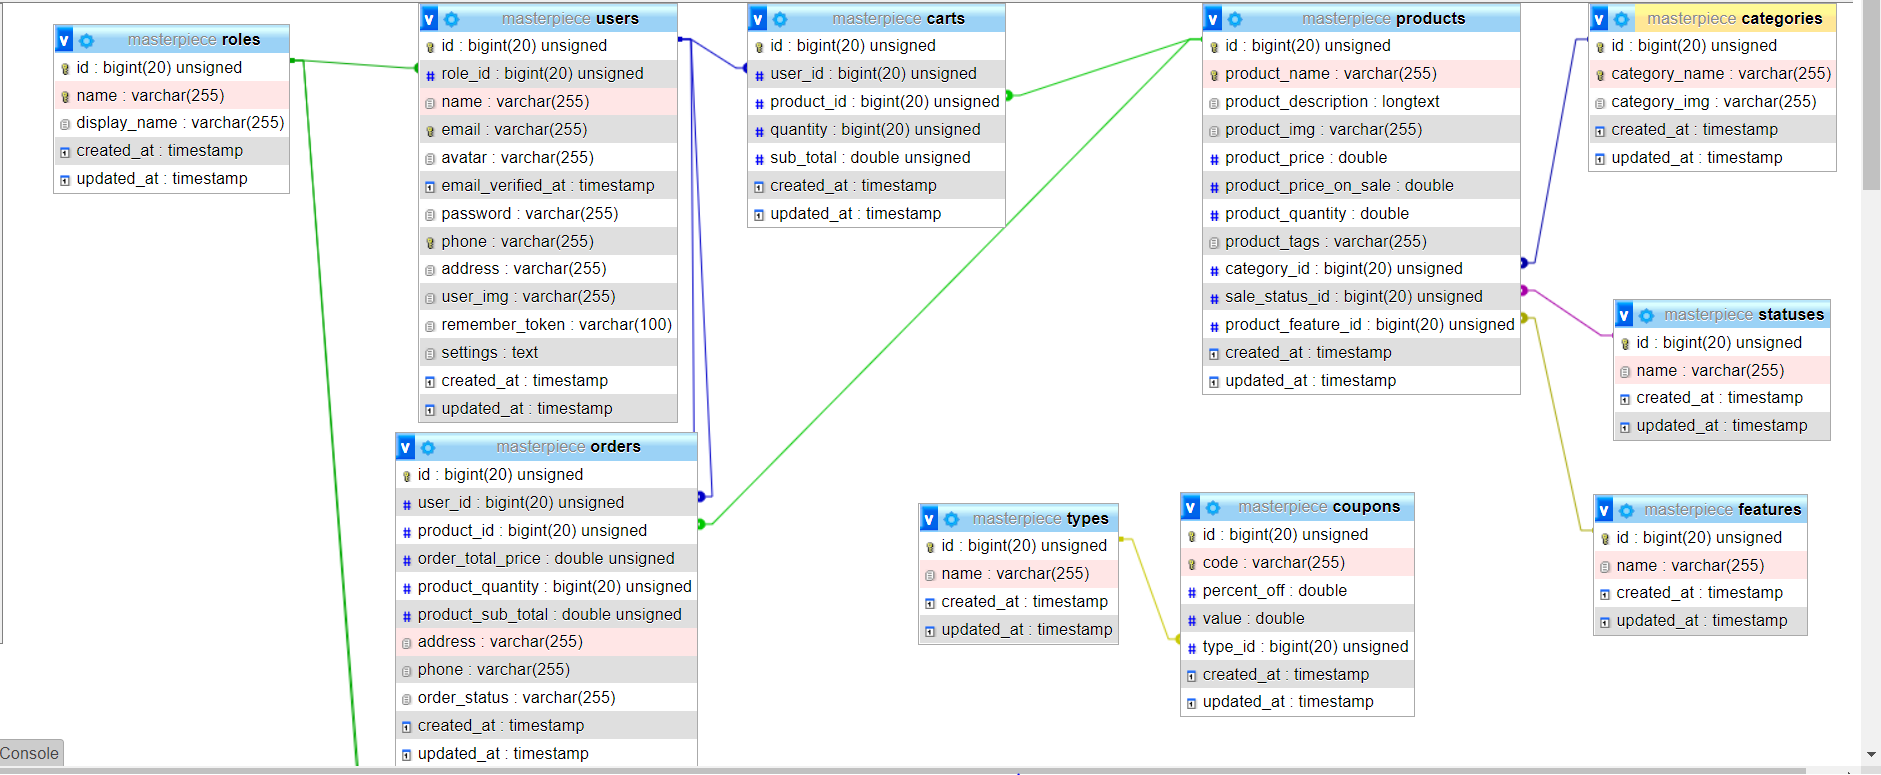 masterpiece roles
id : bigint(20) unsigned
name : varchar(255)
display_name : varchar(255)
created_at : timestamp
updated_at : timestamp
v masterpiece users
id : bigint(20) unsigned
role_id : bigint(20) unsigned
name : varchar(255)
email : varchar(255)
avatar : varchar(255)
email_verified_at : timestamp
password : varchar(255)
phone : varchar(255)
address : varchar(255)
user_img : varchar(255)
remember_token : varchar(100)
settings : text
created_at : timestamp
updated_at : timestamp
v masterpiece carts
id : bigint(20) unsigned
user_id : bigint(20) unsigned
product_id : bigint(20) unsigned
quantity : bigint(20) unsigned
sub_total : double unsigned
created_at : timestamp
updated_at : timestamp
v masterpiece products
id : bigint(20) unsigned
product_name : varchar(255)
product_description : longtext
product_img : varchar(255)
product_price : double
product_price_on_sale : double
product_quantity : double
product_tags : varchar(255)
category_id : bigint(20) unsigned
sale_status_id : bigint(20) unsigned
product_feature_id : bigint(20) unsigned
created_at : timestamp
updated_at : timestamp
v masterpiece categories
id : bigint(20) unsigned
category_name : varchar(255)
category_img : varchar(255)
created_at : timestamp
updated_at : timestamp
v masterpiece statuses
id : bigint(20) unsigned
name : varchar(255)
created_at : timestamp
updated_at : timestamp
v masterpiece orders
id : bigint(20) unsigned
user_id : bigint(20) unsigned
product_id : bigint(20) unsigned
order_total_price : double unsigned
product_quantity : bigint(20) unsigned
product_sub_total : double unsigned
address : varchar(255)
phone : varchar(255)
order_status : varchar(255)
created_at : timestamp
updated_at : timestamp
v masterpiece types
id : bigint(20) unsigned
name : varchar(255)
created_at : timestamp
updated_at : timestamp
v masterpiece coupons
id : bigint(20) unsigned
code : varchar(255)
percent_off : double
value : double
type_id : bigint(20) unsigned
created_at : timestamp
updated_at : timestamp
v masterpiece features
id : bigint(20) unsigned
name : varchar(255)
created_at : timestamp
updated_at : timestamp
Console